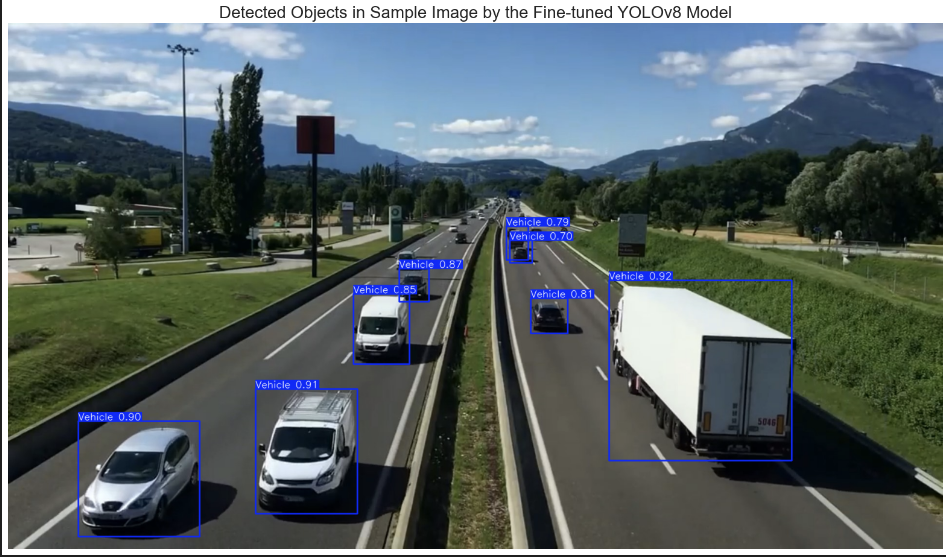 Detected Objects in Sample Image by the Fine-tuned YOLOv8 Model
Vehicle 0.79
Vehicle 0.70
Vehicle 0.87
Vehicle 0.92
Vehicle 0.85
Vehicle 0.81
Vehicle 0.91
Vehicle 0.90